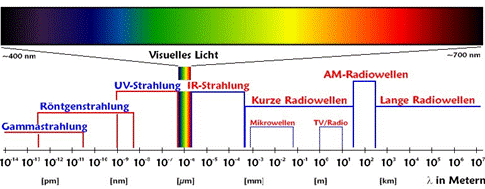 Visuelles Licht
~400 nm ~700 nm
AM-Radiowellen
UV-Strahlung IR-Strahlung
Röntgenstrahlung Kurze Radiowellen Lange Radiowellen
Gammastrahlung Mikrowellen TV/Radio
10⁻¹⁴ 10⁻¹³ 10⁻¹² 10⁻¹¹ 10⁻¹⁰ 10⁻⁹ 10⁻⁸ 10⁻⁷ 10⁻⁶ 10⁻⁵ 10⁻⁴ 10⁻³ 10⁻² 10⁻¹ 10⁰ 10¹ 10² 10³ 10⁴ 10⁵ 10⁶ 10⁷
[pm] [nm] [µm] [mm] [m] [km] λ in Metern